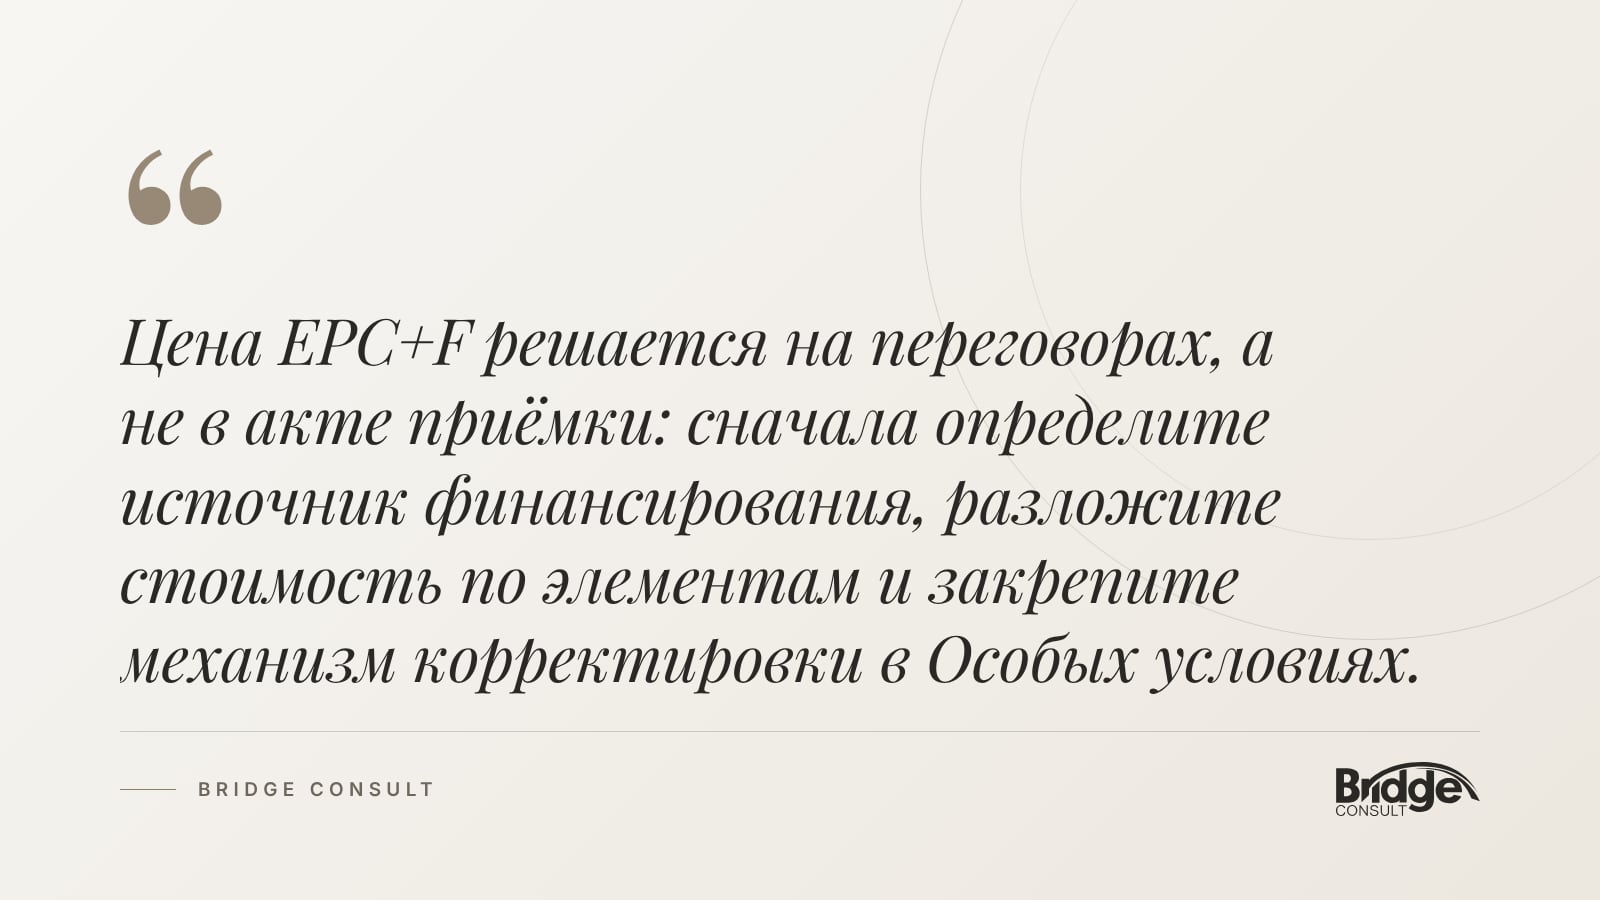 “
Цена EPC+F решается на переговорах, а
не в акте приёмки: сначала определите
источник финансирования, разложите
стоимость по элементам и закрепите
механизм корректировки в Особых условиях.
BRIDGE CONSULT
Bridge
CONSULT